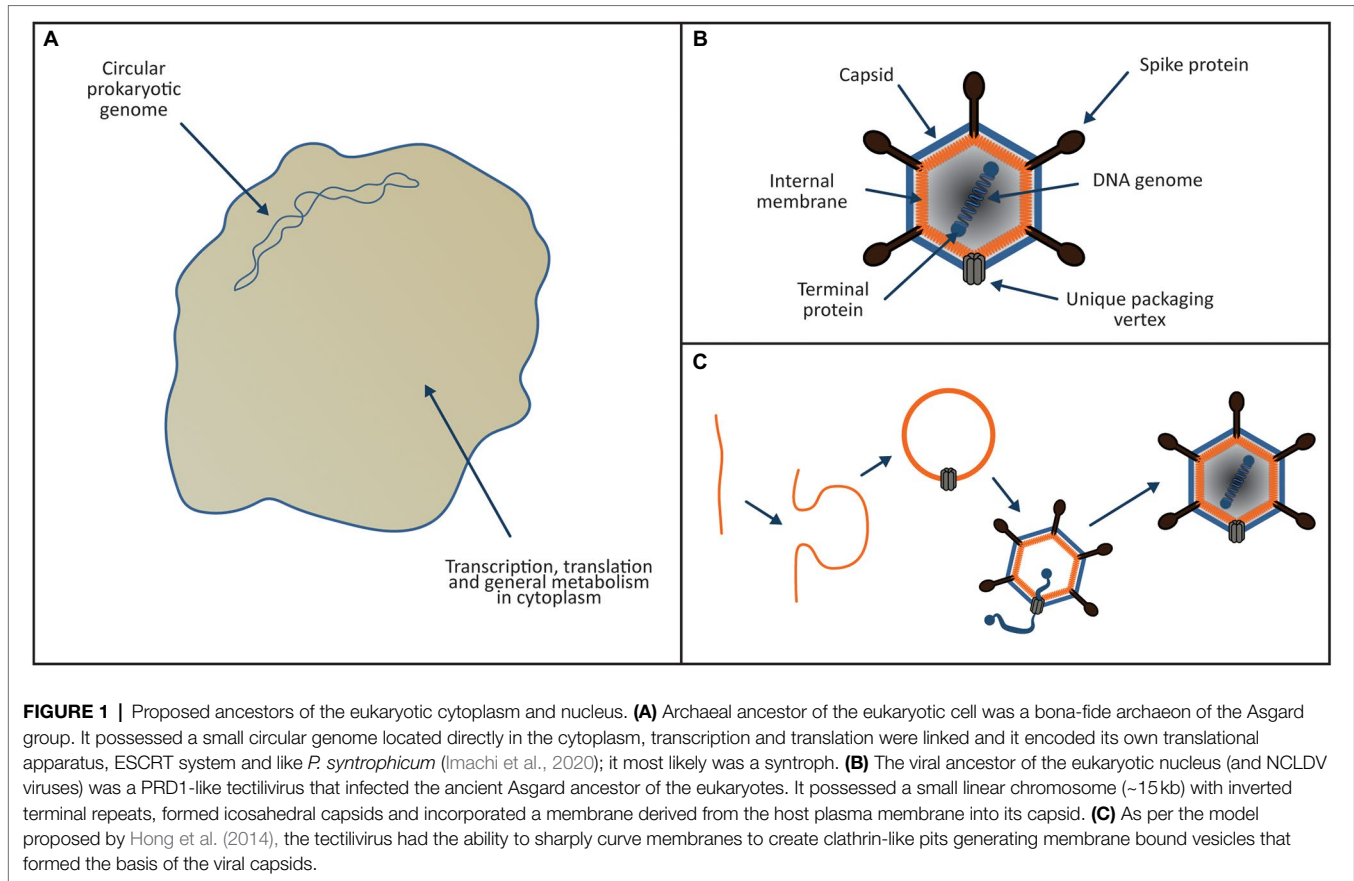 A
Circular
prokaryotic
genome
Transcription, translation
and general metabolism
in cytoplasm
B
Capsid
Spike protein
Internal
membrane
DNA genome
Terminal
protein
Unique packaging
vertex
C
FIGURE 1 | Proposed ancestors of the eukaryotic cytoplasm and nucleus. (A) Archaeal ancestor of the eukaryotic cell was a bona-fide archaeon of the Asgard
group. It possessed a small circular genome located directly in the cytoplasm, transcription and translation were linked and it encoded its own translational
apparatus, ESCRT system and like P. syntrophicum (Imachi et al., 2020); it most likely was a syntroph. (B) The viral ancestor of the eukaryotic nucleus (and NCLDV
viruses) was a PRD1-like tectilivirus that infected the ancient Asgard ancestor of the eukaryotes. It possessed a small linear chromosome (~15 kb) with inverted
terminal repeats, formed icosahedral capsids and incorporated a membrane derived from the host plasma membrane into its capsid. (C) As per the model
proposed by Hong et al. (2014), the tectilivirus had the ability to sharply curve membranes to create clathrin-like pits generating membrane bound vesicles that
formed the basis of the viral capsids.